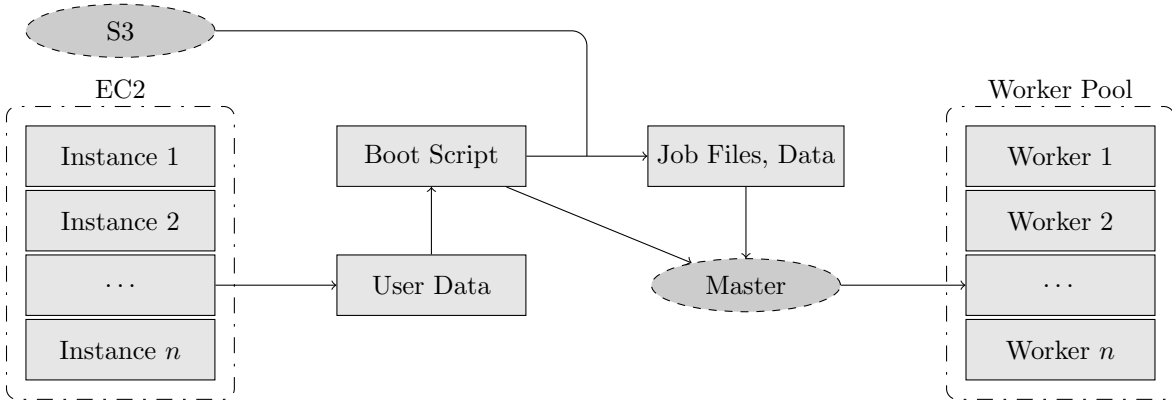 S3
EC2
Instance 1
Instance 2
⋯
Instance n
Boot Script
User Data
Job Files, Data
Master
Worker Pool
Worker 1
Worker 2
⋯
Worker n